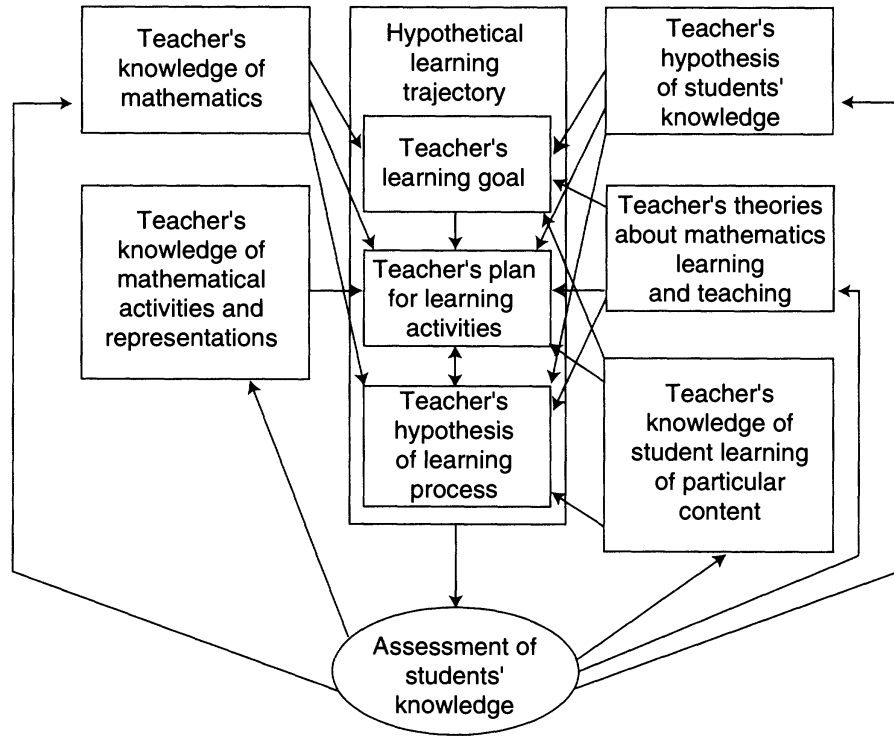 Teacher's
knowledge of
mathematics
Hypothetical
learning
trajectory
Teacher's
hypothesis
of students'
knowledge
Teacher's
learning goal
Teacher's
knowledge of
mathematical
activities and
representations
Teacher's plan
for learning
activities
Teacher's theories
about mathematics
learning
and teaching
Teacher's
hypothesis
of learning
process
Teacher's
knowledge of
student learning
of particular
content
Assessment of
students'
knowledge